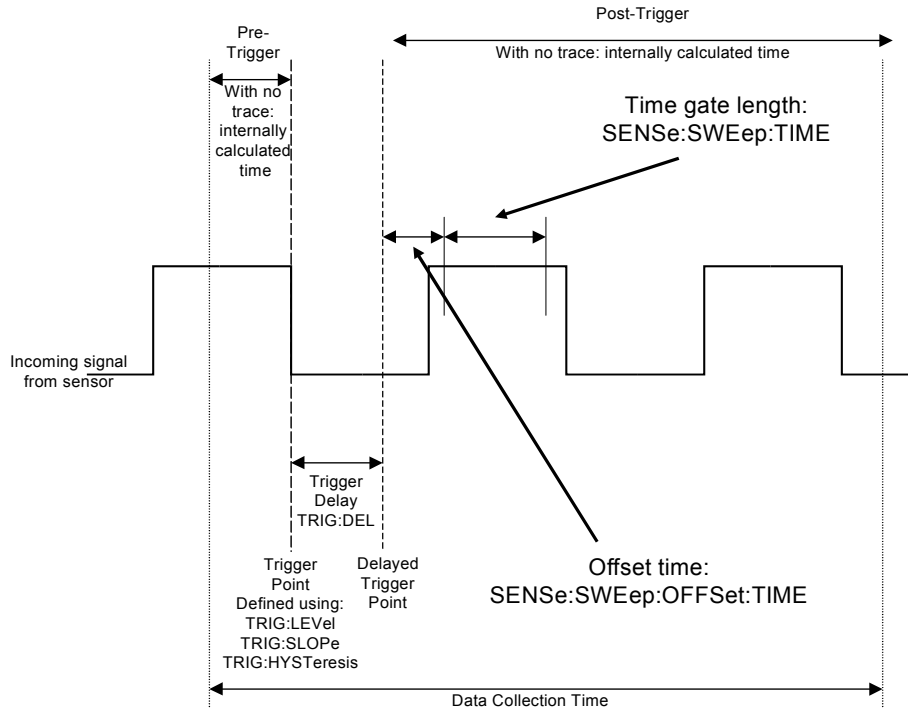 Post-Trigger
Pre-
Trigger
With no trace: internally calculated time
With no
trace:
internally
calculated
time
Time gate length:
SENSe:SWEep:TIME
Incoming signal
from sensor
Trigger
Delay
TRIG:DEL
Trigger
Point
Defined using:
TRIG:LEVel
TRIG:SLOPe
TRIG:HYSTeresis
Delayed
Trigger
Point
Offset time:
SENSe:SWEep:OFFSet:TIME
Data Collection Time